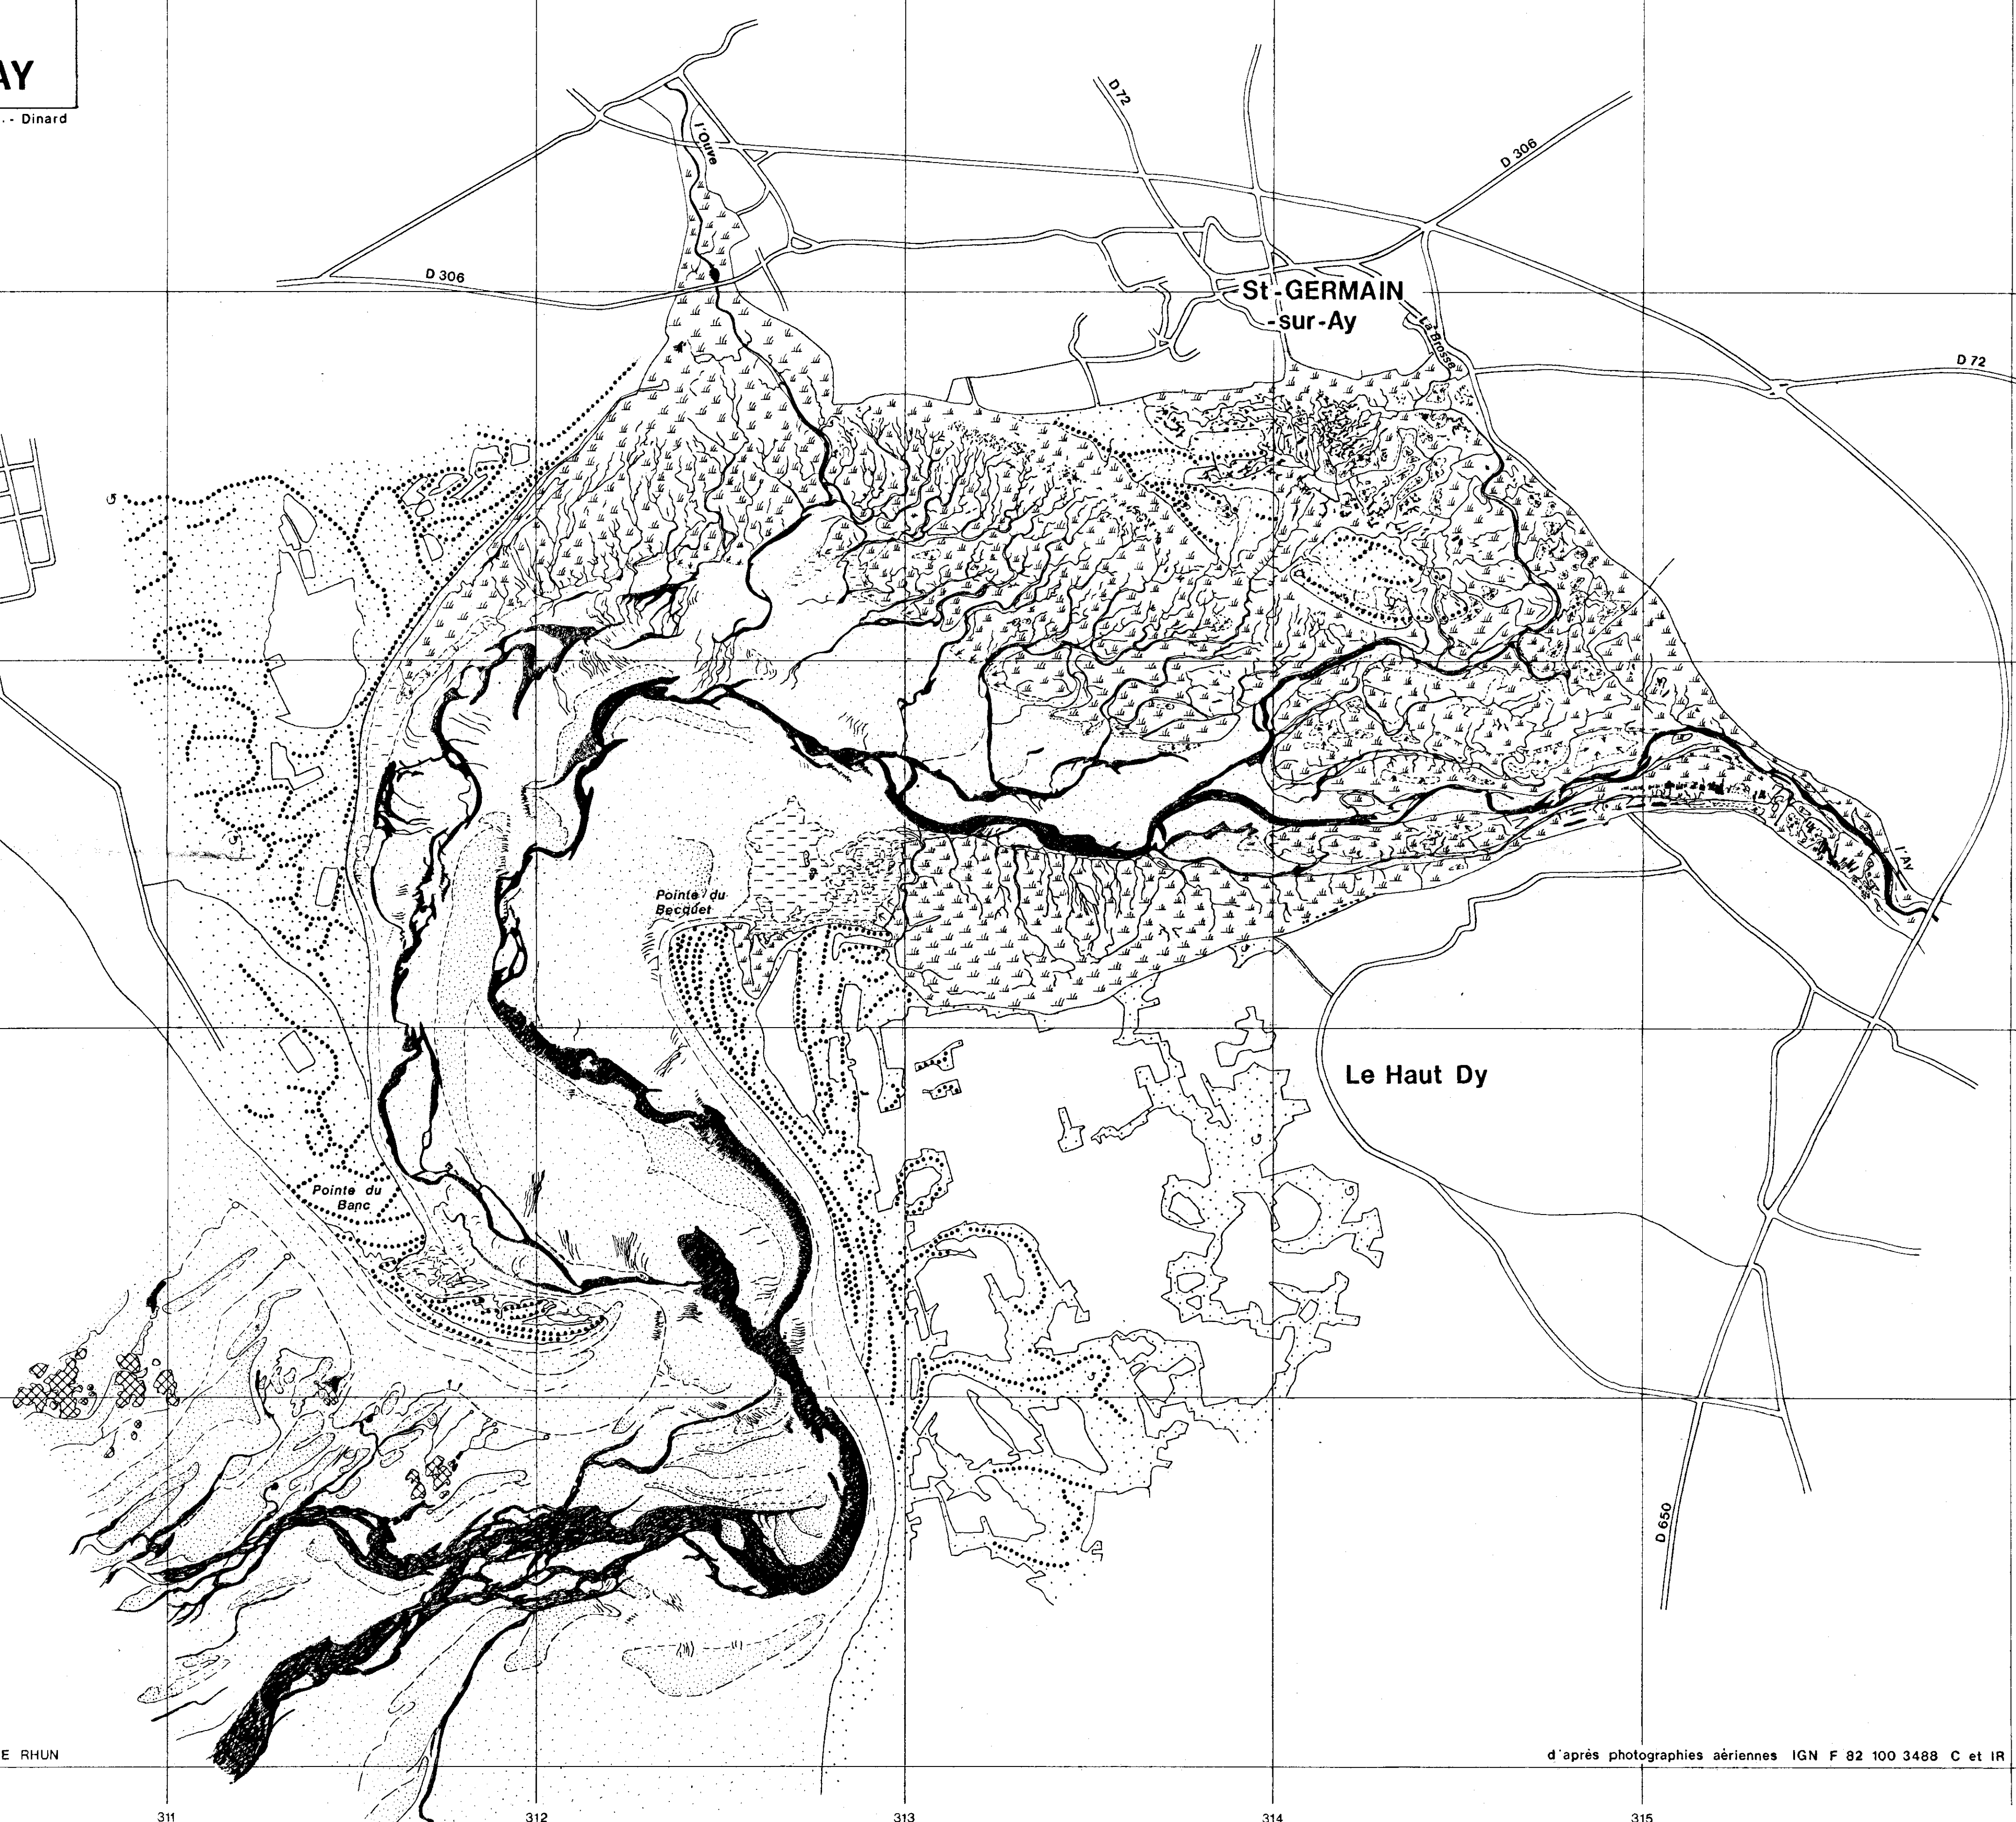 AY
. - Dinard
D 72
l'Ouve
D 306
D 306
St-GERMAIN
-sur-Ay
La Brosse
D 72
Pointe du
Becquet
l'Ay
Le Haut Dy
Pointe du
Banc
D 650
E RHUN
d'après photographies aèriennes IGN F 82 100 3488 C et IR
311
312
313
314
315